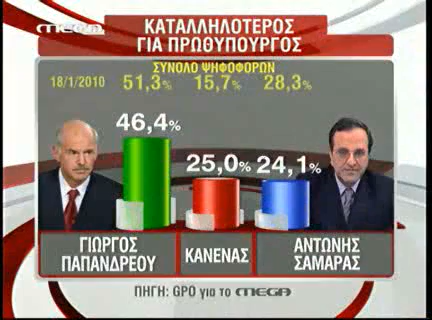 MEGA
ΚΑΤΑΛΛΗΛΟΤΕΡΟΣ
ΓΙΑ ΠΡΩΘΥΠΟΥΡΓΟΣ
ΣΥΝΟΛΟ ΨΗΦΟΦΟΡΩΝ
18/1/2010 51,3% 15,7% 28,3%
46,4%
25,0% 24,1%
ΓΙΩΡΓΟΣ
ΠΑΠΑΝΔΡΕΟΥ
ΚΑΝΕΝΑΣ
ΑΝΤΩΝΗΣ
ΣΑΜΑΡΑΣ
ΠΗΓΗ: GPO για το MEGA